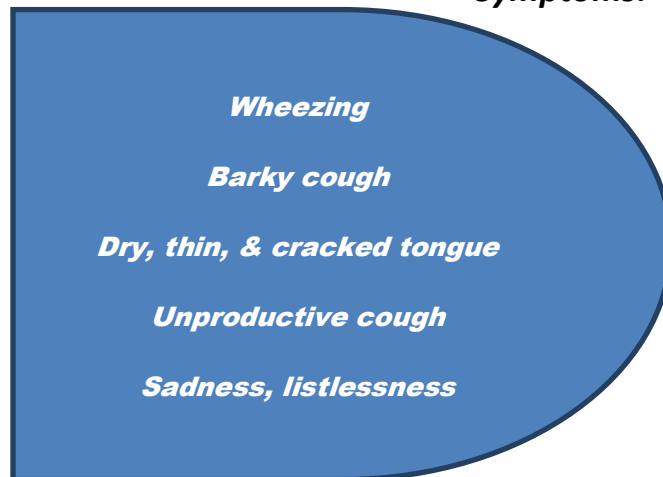 Symptoms:
Wheezing
Barky cough
Dry, thin, & cracked tongue
Unproductive cough
Sadness, listlessness